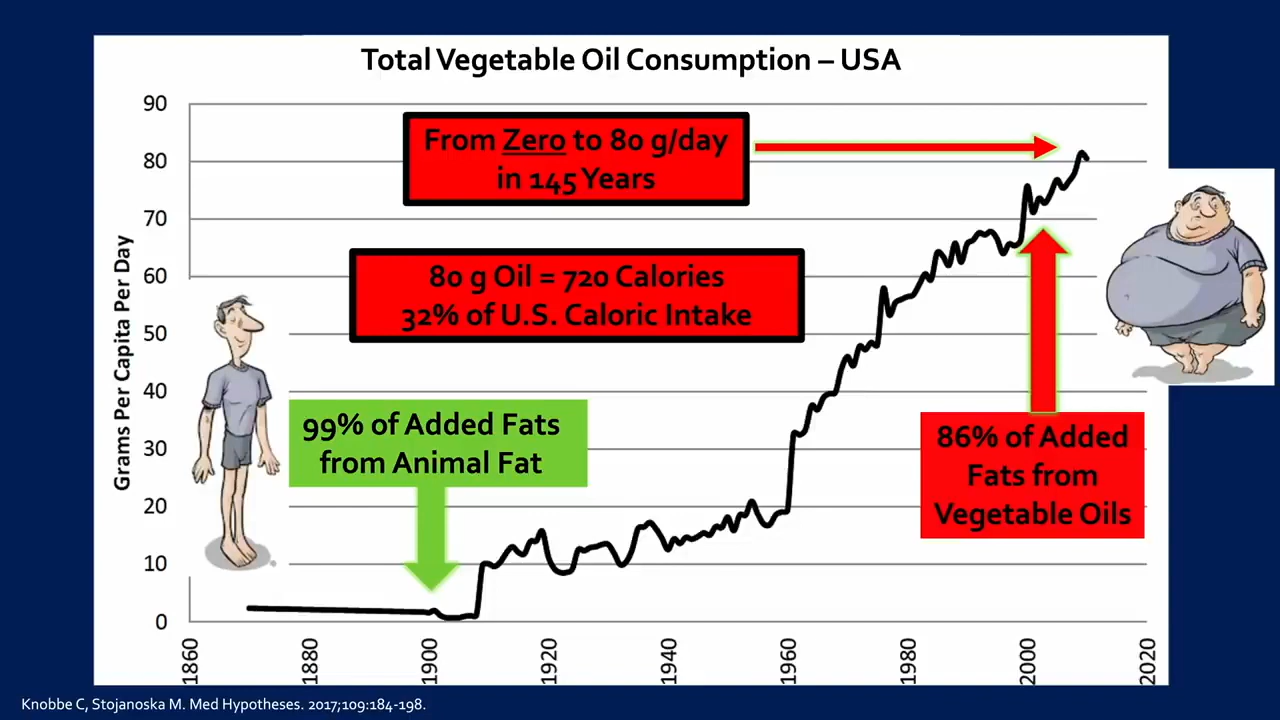 Total Vegetable Oil Consumption – USA
90
80
70
60
50
40
30
20
10
0
Grams Per Capita Per Day
From Zero to 80 g/day
in 145 Years
80 g Oil = 720 Calories
32% of U.S. Caloric Intake
99% of Added Fats
from Animal Fat
86% of Added
Fats from
Vegetable Oils
1860
1880
1900
1920
1940
1960
1980
2000
2020
Knobbe C, Stojanoska M. Med Hypotheses. 2017;109:184-198.